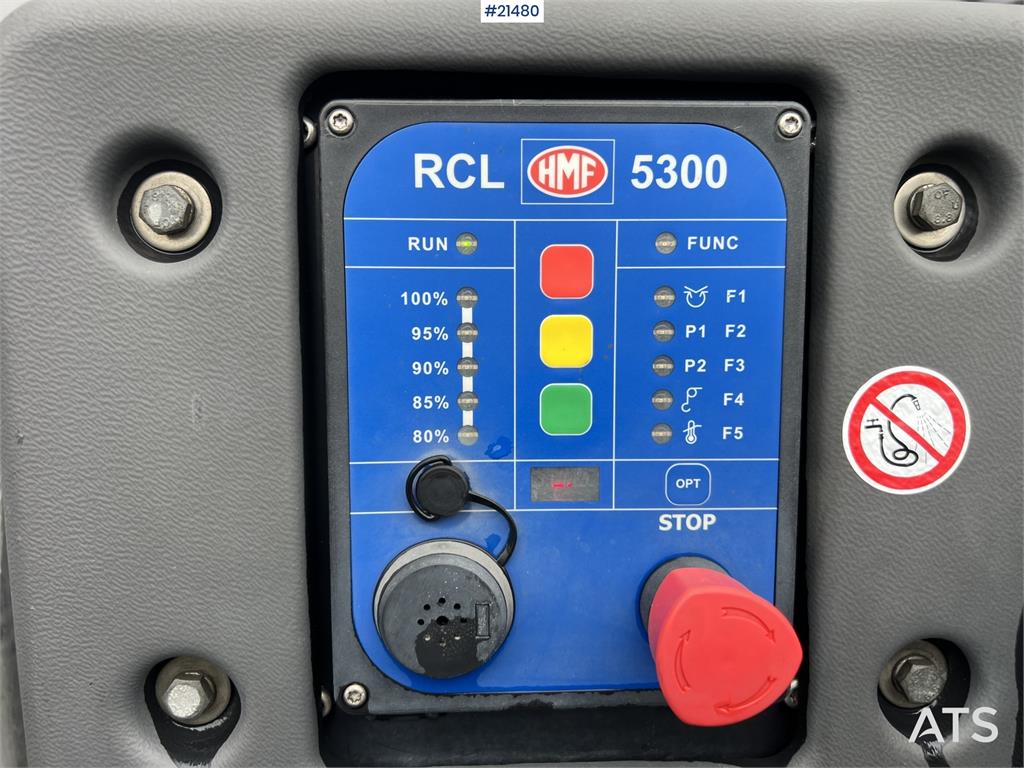 #21480
RCL HMF 5300
RUN
FUNC
100%
F1
95%
P1 F2
90%
P2 F3
85%
F4
80%
F5
OPT
STOP
ATS